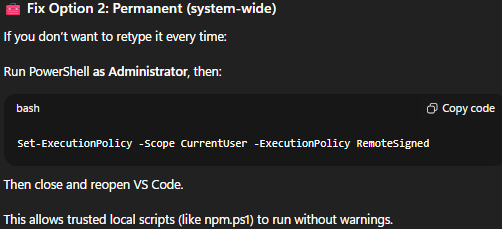 Fix Option 2: Permanent (system-wide)
If you don’t want to retype it every time:
Run PowerShell as Administrator, then:
bash
Copy code
Set-ExecutionPolicy -Scope CurrentUser -ExecutionPolicy RemoteSigned
Then close and reopen VS Code.
This allows trusted local scripts (like npm.ps1) to run without warnings.